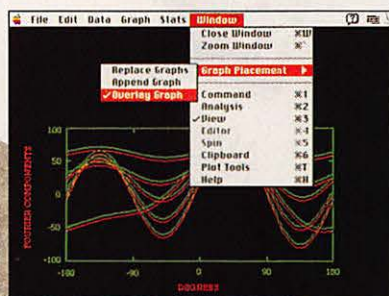 File Edit Data Graph Stats Window
Close Window ⌘W
Zoom Window
Graph Placement
Replace Graphs
Append Graph
✓Overlay Graph
Command ⌘1
Analysis ⌘2
✓View ⌘3
Editor ⌘4
Spin ⌘5
Clipboard ⌘6
Plot Tools ⌘T
Help ⌘H
100
50
0
-50
-100
FOURIER COMPONENTS
-180 -90 0 90 180
DEGREES